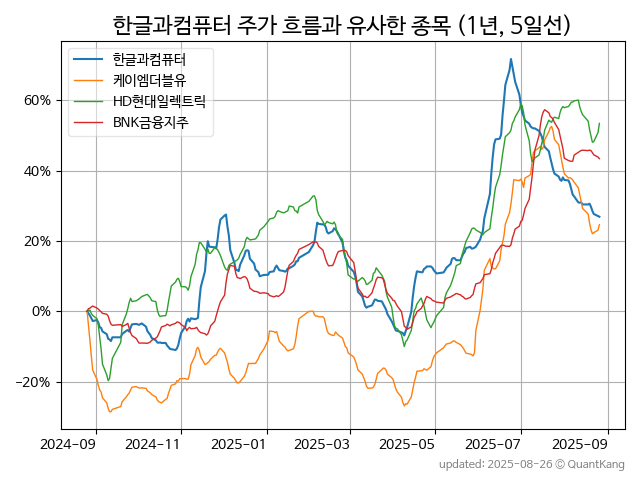 한글과컴퓨터 주가 흐름과 유사한 종목 (1년, 5일선)
한글과컴퓨터
케이엠더블유
HD현대일렉트릭
BNK금융지주
60%
40%
20%
0%
−20%
2024-09 2024-11 2025-01 2025-03 2025-05 2025-07 2025-09
updated: 2025-08-26 © QuantKang